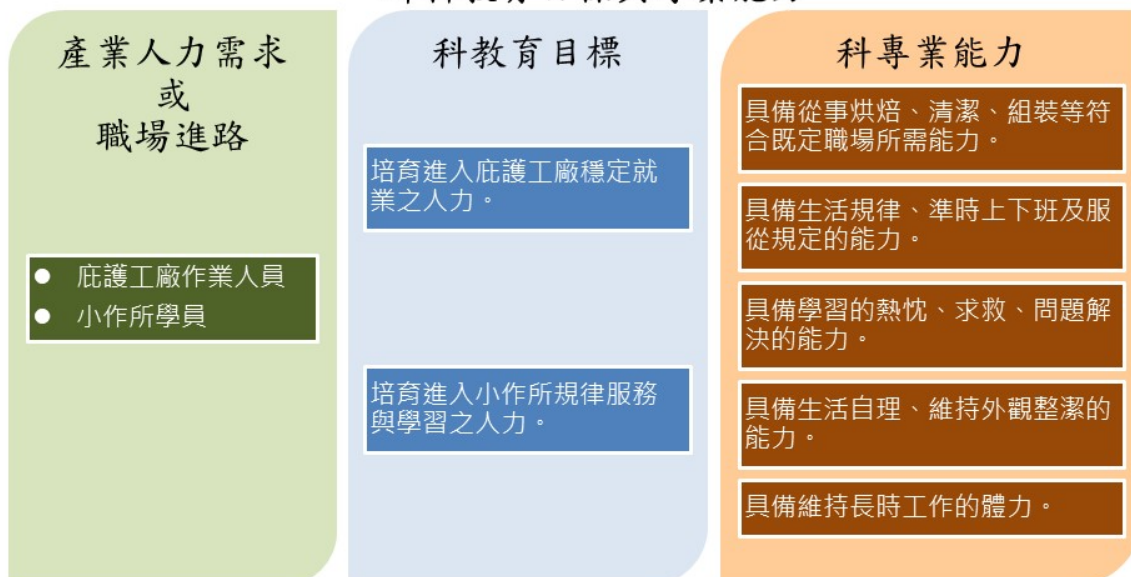 產業人力需求
或
職場進路
● 庇護工廠作業人員
● 小作所學員
科教育目標
培育進入庇護工廠穩定就
業之人力。
培育進入小作所規律服務
與學習之人力。
科專業能力
具備從事烘焙、清潔、組裝等符
合既定職場所需能力。
具備生活規律、準時上下班及服
從規定的能力。
具備學習的熱忱、求救、問題解
決的能力。
具備生活自理、維持外觀整潔的
能力。
具備維持長時工作的體力。